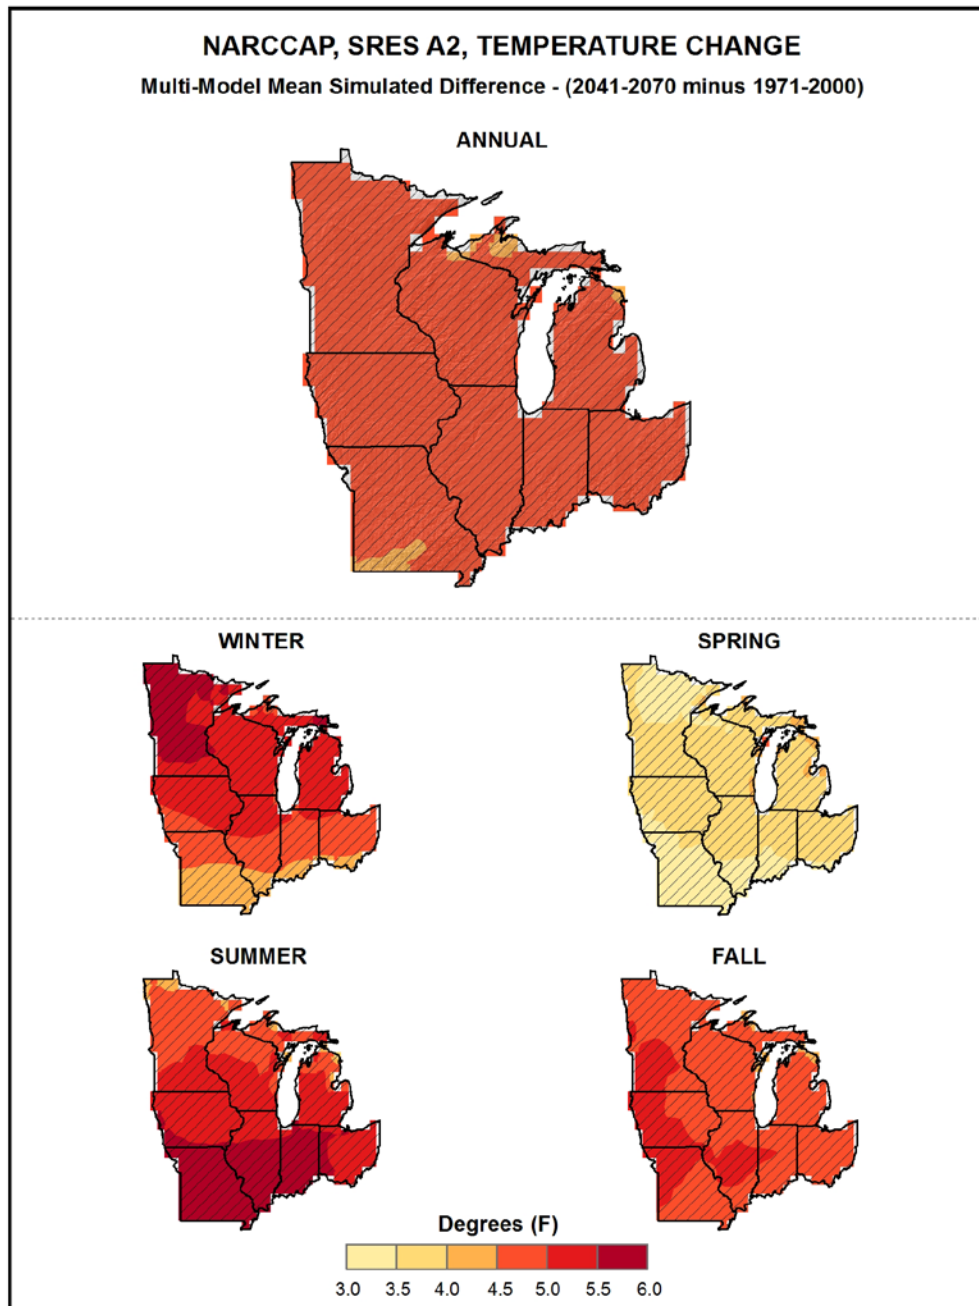 NARCCAP, SRES A2, TEMPERATURE CHANGE
Multi-Model Mean Simulated Difference - (2041-2070 minus 1971-2000)
ANNUAL
WINTER
SPRING
SUMMER
FALL
Degrees (F)
3.0 3.5 4.0 4.5 5.0 5.5 6.0